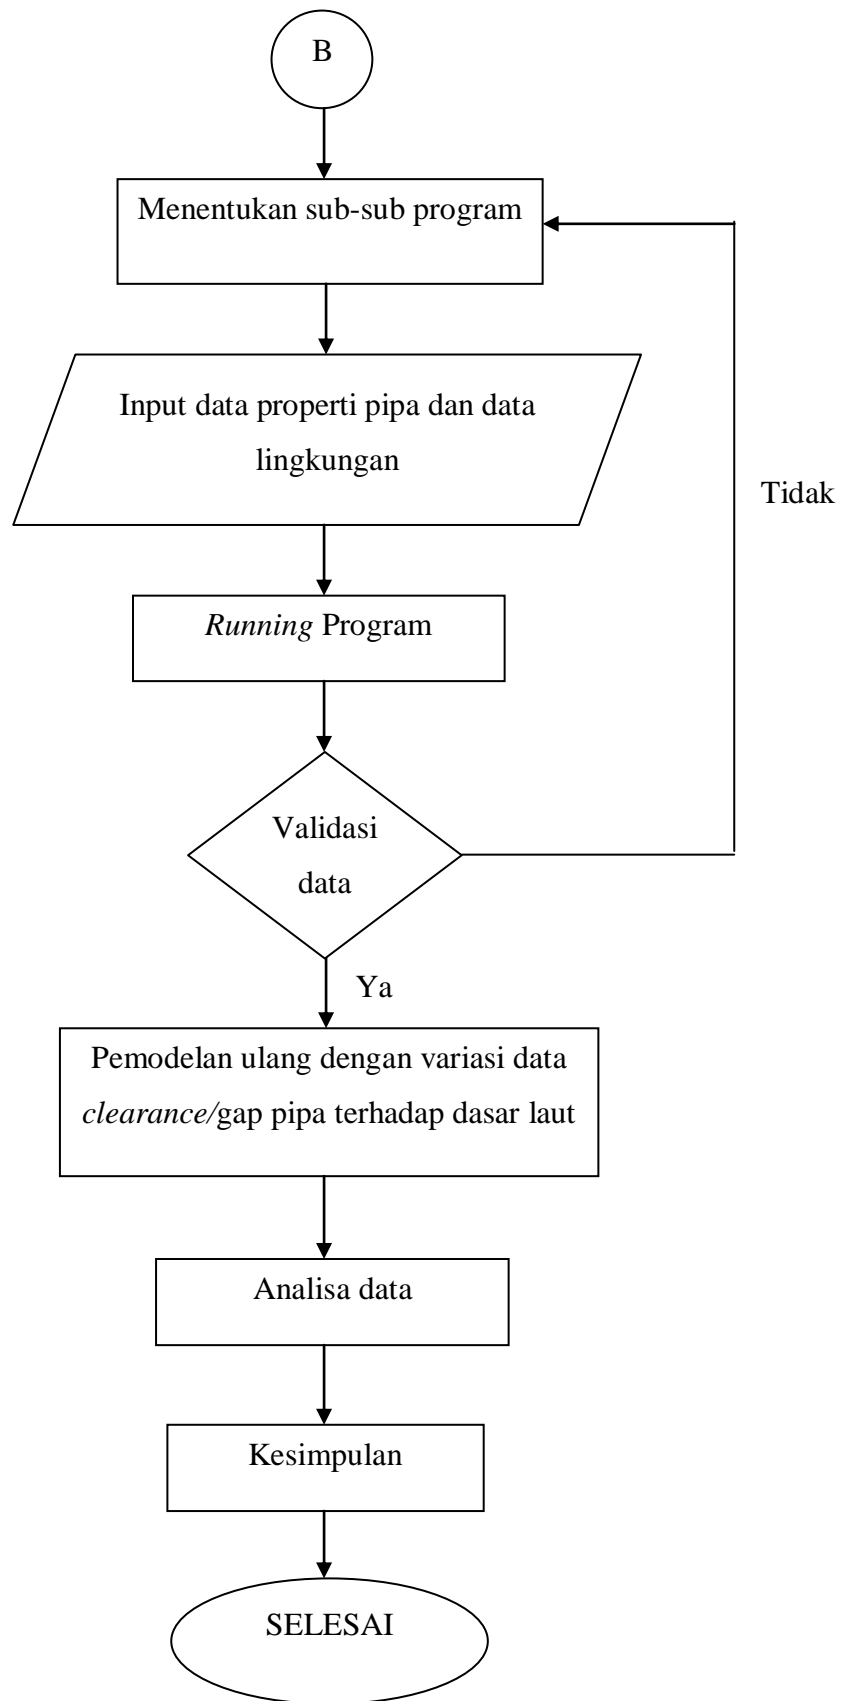 B
Menentukan sub-sub program
Input data properti pipa dan data
lingkungan
Tidak
Running Program
Validasi
data
Ya
Pemodelan ulang dengan variasi data
clearance/gap pipa terhadap dasar laut
Analisa data
Kesimpulan
SELESAI